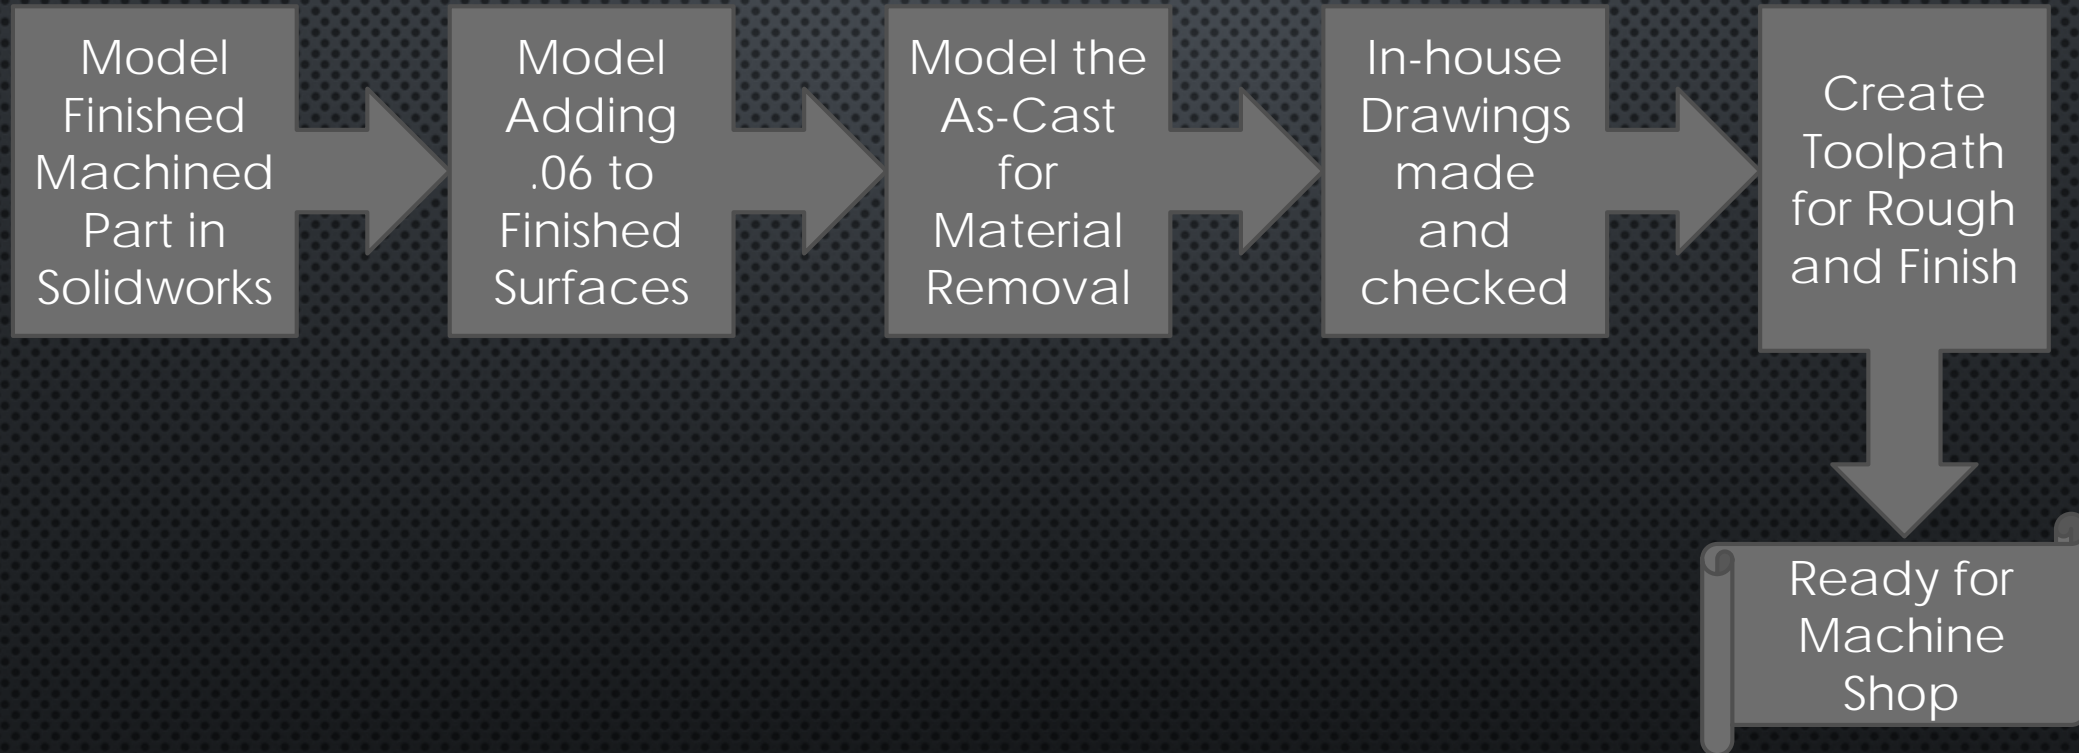 Model
Finished
Machined
Part in
Solidworks
Model
Adding
.06 to
Finished
Surfaces
Model the
As-Cast
for
Material
Removal
In-house
Drawings
made
and
checked
Create
Toolpath
for Rough
and Finish
Ready for
Machine
Shop